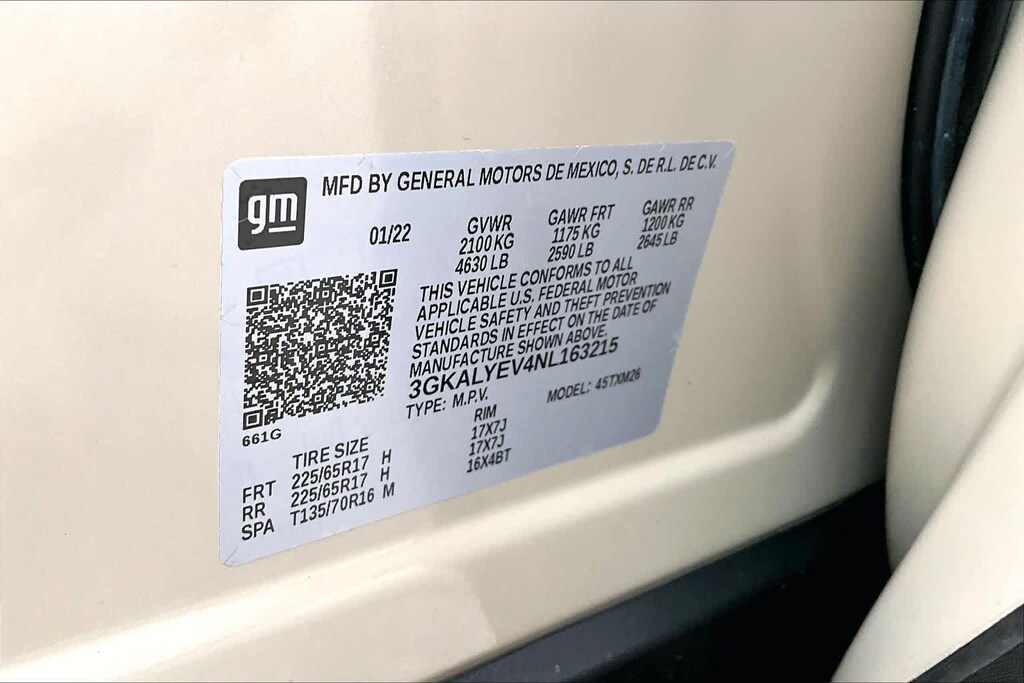 gm
MFD BY GENERAL MOTORS DE MEXICO, S. DE R.L. DE C.V.
01/22
GVWR GAWR FRT GAWR RR
2100 KG 1175 KG 1200 KG
4630 LB 2590 LB 2645 LB
THIS VEHICLE CONFORMS TO ALL
APPLICABLE U.S. FEDERAL MOTOR
VEHICLE SAFETY AND THEFT PREVENTION
STANDARDS IN EFFECT ON THE DATE OF
MANUFACTURE SHOWN ABOVE.
3GKALYEV4NL163215
TYPE: M.P.V. MODEL: 45TXM26
661G
TIRE SIZE RIM
FRT 225/65R17 H 17X7J
RR 225/65R17 H 17X7J
SPA T135/70R16 M 16X4BT